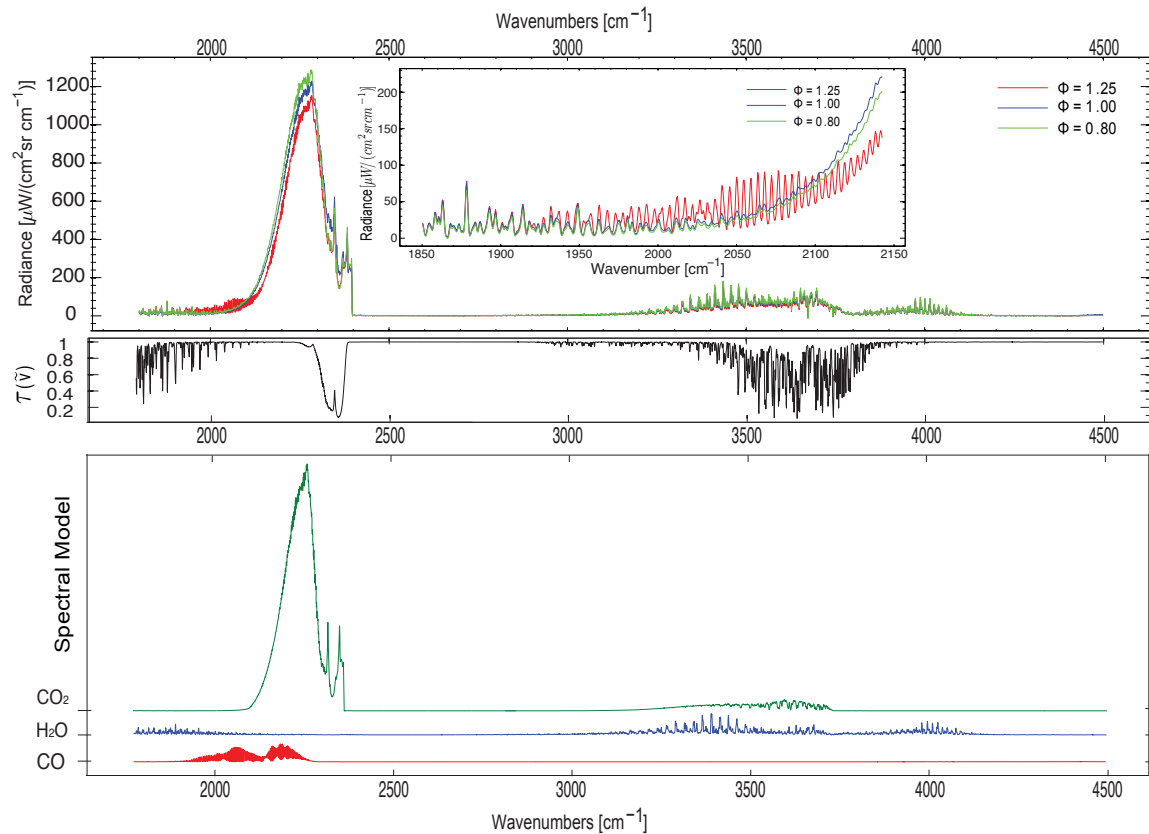 Wavenumbers [cm⁻¹]
2000 2500 3000 3500 4000 4500
Radiance [μW/(cm²sr cm⁻¹)]
1200
1000
800
600
400
200
0
Radiance [μW/(cm²srcm⁻¹)]
200
150
100
50
0
Φ = 1.25
Φ = 1.00
Φ = 0.80
1850 1900 1950 2000 2050 2100 2150
Wavenumber [cm⁻¹]
Φ = 1.25
Φ = 1.00
Φ = 0.80
τ(ṽ)
1
0.8
0.6
0.4
0.2
2000 2500 3000 3500 4000 4500
Spectral Model
CO₂
H₂O
CO
2000 2500 3000 3500 4000 4500
Wavenumbers [cm⁻¹]